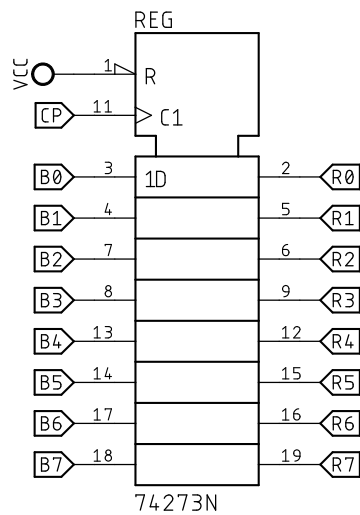 REG
VCC 1 R
CP 11 C1
B0 3 1D 2 R0
B1 4 5 R1
B2 7 6 R2
B3 8 9 R3
B4 13 12 R4
B5 14 15 R5
B6 17 16 R6
B7 18 19 R7
74273N